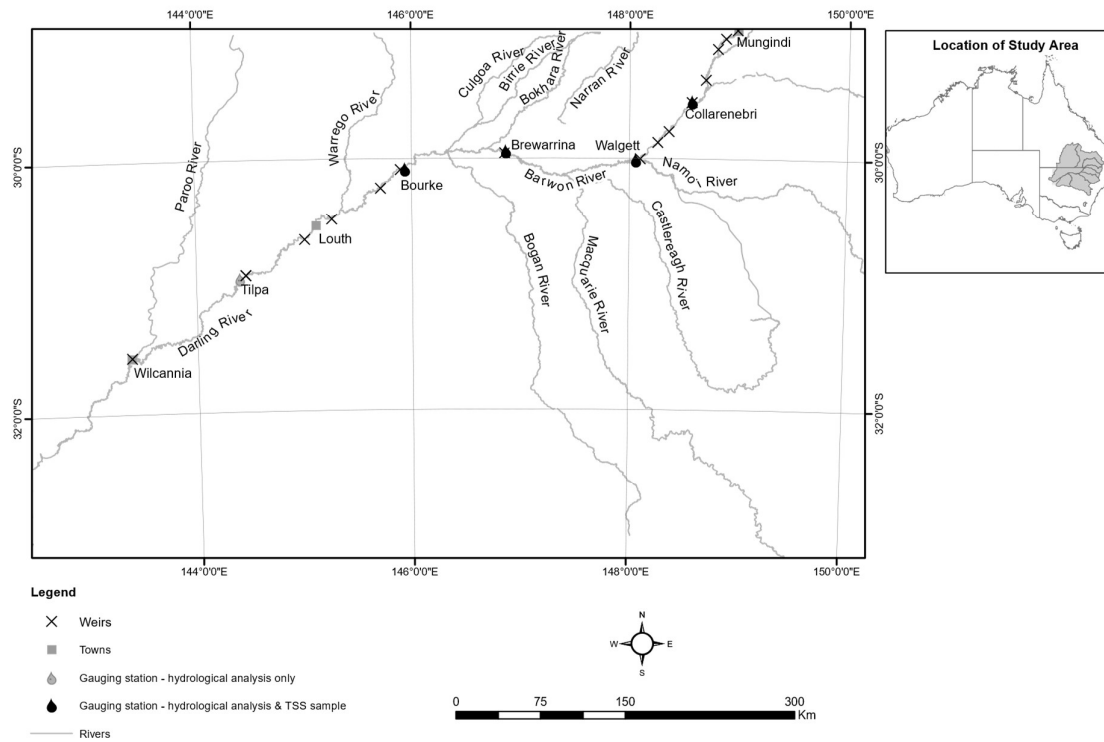 144°0'0"E
146°0'0"E
148°0'0"E
150°0'0"E
Location of Study Area
Mungindi
Culgoa River
Birrie River
Bokhara River
Narran River
Warrego River
Collarenebri
Paroo River
Brewarrina
Walgett
30°0'0"S
30°0'0"S
Barwon River
Namoi River
Bourke
Castlereagh River
Louth
Bogan River
Macquarie River
Tilpa
Darling River
Wilcannia
32°0'0"S
32°0'0"S
144°0'0"E
146°0'0"E
148°0'0"E
150°0'0"E
Legend
Weirs
Towns
Gauging station - hydrological analysis only
Gauging station - hydrological analysis & TSS sample
Rivers
N
W
E
S
0
75
150
300
Km